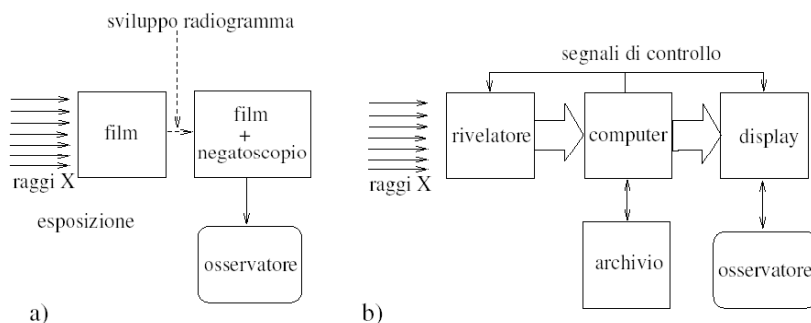 sviluppo radiogramma
film
film
+
negatoscopio
raggi X
esposizione
osservatore
a)
segnali di controllo
rivelatore
computer
display
raggi X
archivio
osservatore
b)